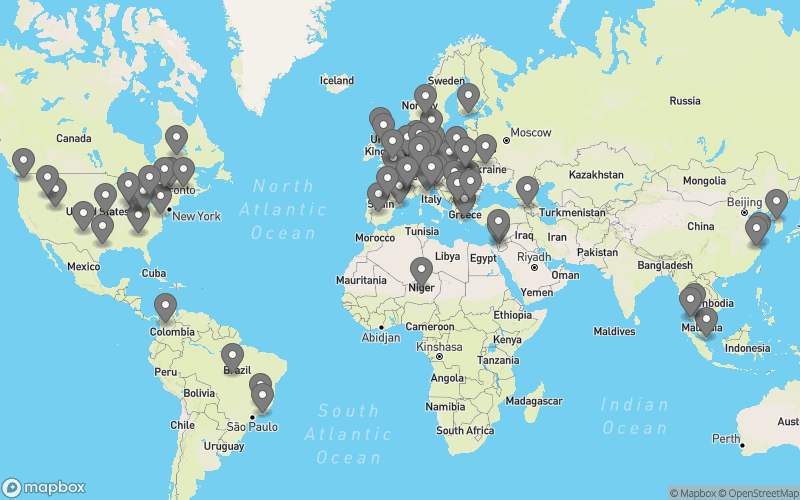 Iceland
Sweden
Norway
Russia
Canada
Moscow
Kingdom
Ukraine
Kazakhstan
Mongolia
North
Atlantic
Ocean
Toronto
United States
New York
Italy
Spain
Greece
Turkmenistan
Beijing
China
Morocco
Tunisia
Iraq
Iran
Pakistan
Mexico
Cuba
Libya
Egypt
Riyadh
Oman
Bangladesh
Mauritania
Niger
Yemen
Cambodia
Colombia
Abidjan
Cameroon
Ethiopia
Maldives
Malaysia
Indonesia
Kinshasa
Kenya
Tanzania
Peru
Brazil
Bolivia
Angola
Namibia
Madagascar
South
Atlantic
Ocean
Indian
Ocean
Chile
São Paulo
Uruguay
South Africa
Perth
Aust
mapbox
© Mapbox © OpenStreetMap